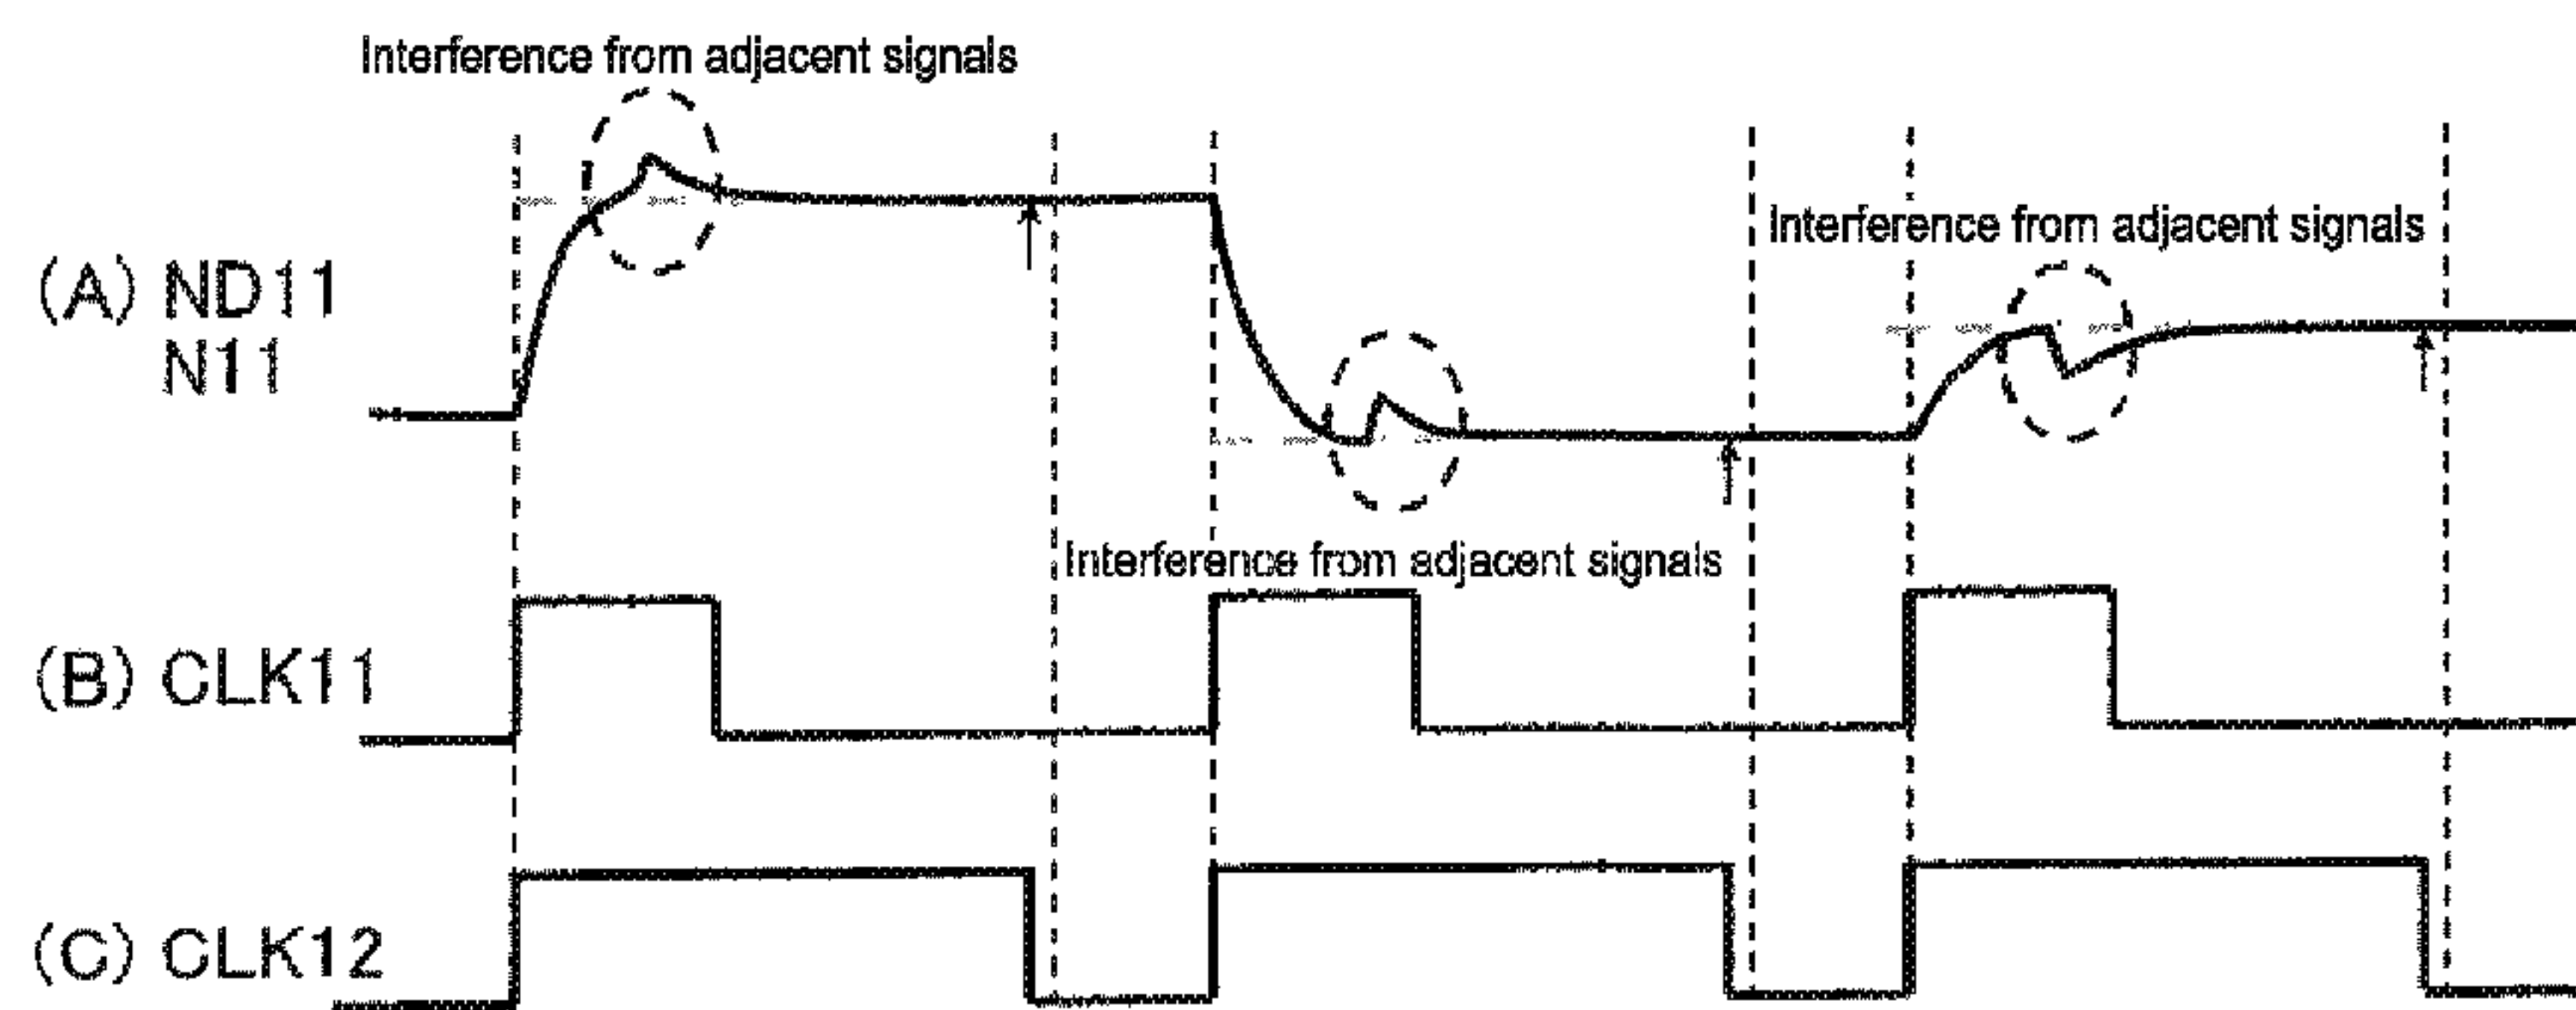 Interference from adjacent signals
Interference from adjacent signals
(A) ND11
N11
Interference from adjacent signals
(B) CLK11
(C) CLK12